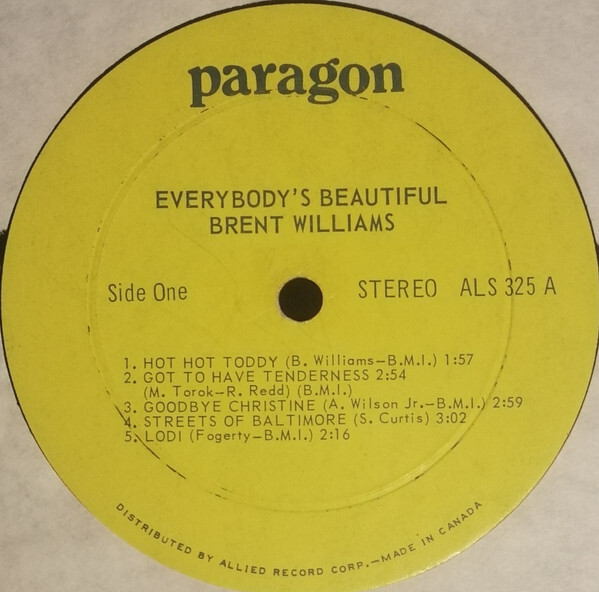 paragon
EVERYBODY'S BEAUTIFUL
BRENT WILLIAMS
Side One
STEREO ALS 325 A
1. HOT HOT TODDY (B. Williams–B.M.I.) 1:57
2. GOT TO HAVE TENDERNESS 2:54
(M. Torok–R. Redd) (B.M.I.)
3. GOODBYE CHRISTINE (A. Wilson Jr.–B.M.I.) 2:59
4. STREETS OF BALTIMORE (S. Curtis) 3:02
5. LODI (Fogerty–B.M.I.) 2:16
DISTRIBUTED BY ALLIED RECORD CORP.–MADE IN CANADA